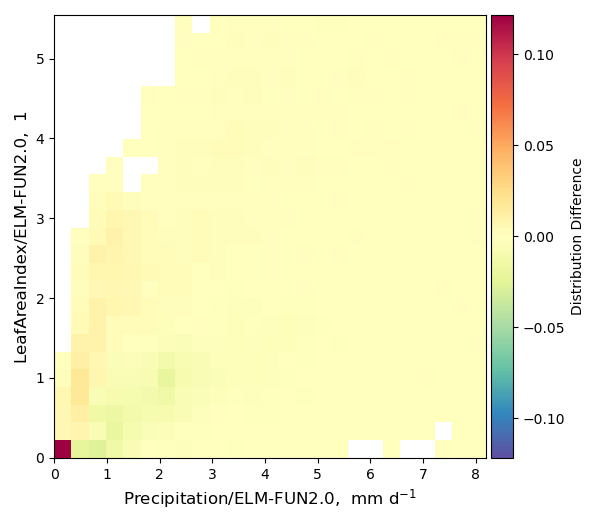 5
4
3
2
1
0
LeafAreaIndex/ELM-FUN2.0,  1
0 1 2 3 4 5 6 7 8
Precipitation/ELM-FUN2.0,  mm d⁻¹
0.10
0.05
0.00
−0.05
−0.10
Distribution Difference